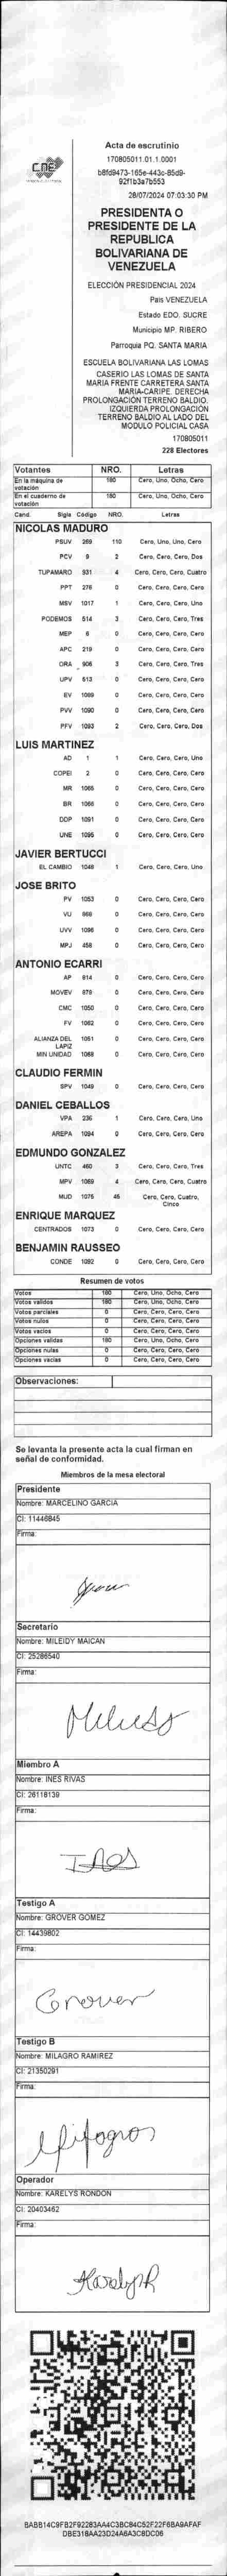 CNE
Acta de escrutinio
170805011.01.1.0001
b8fd9473-165e-443c-85d9-
92f1b3a7b553
28/07/2024 07:03:30 PM
PRESIDENTA O
PRESIDENTE DE LA
REPUBLICA
BOLIVARIANA DE
VENEZUELA
ELECCIÓN PRESIDENCIAL 2024
Pais VENEZUELA
Estado EDO. SUCRE
Municipio MP. RIBERO
Parroquia PQ. SANTA MARIA
ESCUELA BOLIVARIANA LAS LOMAS
CASERIO LAS LOMAS DE SANTA
MARIA FRENTE CARRETERA SANTA
MARIA-CARIPE. DERECHA
PROLONGACIÓN TERRENO BALDIO.
IZQUIERDA PROLONGACIÓN
TERRENO BALDIO AL LADO DEL
MODULO POLICIAL CASA
170805011
228 Electores
Votantes NRO. Letras
En la máquina de votación 180 Cero, Uno, Ocho, Cero
En el cuaderno de votación 180 Cero, Uno, Ocho, Cero
Cand. Sigla Código NRO. Letras
NICOLAS MADURO
PSUV 269 110 Cero, Uno, Uno, Cero
PCV 9 2 Cero, Cero, Cero, Dos
TUPAMARO 931 4 Cero, Cero, Cero, Cuatro
PPT 276 0 Cero, Cero, Cero, Cero
MSV 1017 1 Cero, Cero, Cero, Uno
PODEMOS 514 3 Cero, Cero, Cero, Tres
MEP 6 0 Cero, Cero, Cero, Cero
APC 219 0 Cero, Cero, Cero, Cero
ORA 906 3 Cero, Cero, Cero, Tres
UPV 513 0 Cero, Cero, Cero, Cero
EV 1089 0 Cero, Cero, Cero, Cero
PVV 1090 0 Cero, Cero, Cero, Cero
PFV 1093 2 Cero, Cero, Cero, Dos
LUIS MARTINEZ
AD 1 1 Cero, Cero, Cero, Uno
COPEI 2 0 Cero, Cero, Cero, Cero
MR 1065 0 Cero, Cero, Cero, Cero
BR 1066 0 Cero, Cero, Cero, Cero
DDP 1091 0 Cero, Cero, Cero, Cero
UNE 1095 0 Cero, Cero, Cero, Cero
JAVIER BERTUCCI
EL CAMBIO 1048 1 Cero, Cero, Cero, Uno
JOSE BRITO
PV 1053 0 Cero, Cero, Cero, Cero
VU 868 0 Cero, Cero, Cero, Cero
UVV 1096 0 Cero, Cero, Cero, Cero
MPJ 458 0 Cero, Cero, Cero, Cero
ANTONIO ECARRI
AP 814 0 Cero, Cero, Cero, Cero
MOVEV 879 0 Cero, Cero, Cero, Cero
CMC 1050 0 Cero, Cero, Cero, Cero
FV 1062 0 Cero, Cero, Cero, Cero
ALIANZA DEL LAPIZ 1051 0 Cero, Cero, Cero, Cero
MIN UNIDAD 1068 0 Cero, Cero, Cero, Cero
CLAUDIO FERMIN
SPV 1049 0 Cero, Cero, Cero, Cero
DANIEL CEBALLOS
VPA 236 1 Cero, Cero, Cero, Uno
AREPA 1094 0 Cero, Cero, Cero, Cero
EDMUNDO GONZALEZ
UNTC 460 3 Cero, Cero, Cero, Tres
MPV 1069 4 Cero, Cero, Cero, Cuatro
MUD 1075 45 Cero, Cero, Cuatro, Cinco
ENRIQUE MARQUEZ
CENTRADOS 1073 0 Cero, Cero, Cero, Cero
BENJAMIN RAUSSEO
CONDE 1092 0 Cero, Cero, Cero, Cero
Resumen de votos
Votos 180 Cero, Uno, Ocho, Cero
Votos validos 180 Cero, Uno, Ocho, Cero
Votos parciales 0 Cero, Cero, Cero, Cero
Votos nulos 0 Cero, Cero, Cero, Cero
Votos vacios 0 Cero, Cero, Cero, Cero
Opciones validas 180 Cero, Uno, Ocho, Cero
Opciones nulas 0 Cero, Cero, Cero, Cero
Opciones vacias 0 Cero, Cero, Cero, Cero
Observaciones:
Se levanta la presente acta la cual firman en
señal de conformidad.
Miembros de la mesa electoral
Presidente
Nombre: MARCELINO GARCIA
CI: 11446845
Firma:
Secretario
Nombre: MILEIDY MAICAN
CI: 25286540
Firma:
Miembro A
Nombre: INES RIVAS
CI: 26118139
Firma:
Ines
Testigo A
Nombre: GROVER GOMEZ
CI: 14439802
Firma:
Grover
Testigo B
Nombre: MILAGRO RAMIREZ
CI: 21350291
Firma:
Milagros
Operador
Nombre: KARELYS RONDON
CI: 20403462
Firma:
KarelysR
BABB14C9FB2F92283AA4C3BC84C52F22F6BA9AFAF
DBE318AA23D24A6A3C8DC06